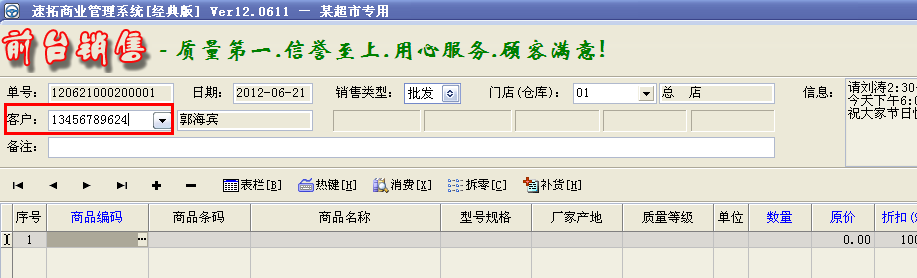 速拓商业管理系统[经典版] Ver12.0611 — 某超市专用
前台销售 - 质量第一.信誉至上.用心服务.顾客满意!
单号: 120621000200001 日期: 2012-06-21 销售类型: 批发 门店(仓库): 01 总 店 信息: 请刘涛2:30-
今天下午6:0
客户: 13456789624 郭海宾 祝大家节日
备注:
表栏[B] 热键[H] 消费[X] 拆零[C] 补货[H]
序号 商品编码 商品条码 商品名称 型号规格 厂家产地 质量等级 单位 数量 原价 折扣(
1 ... 0.00 100